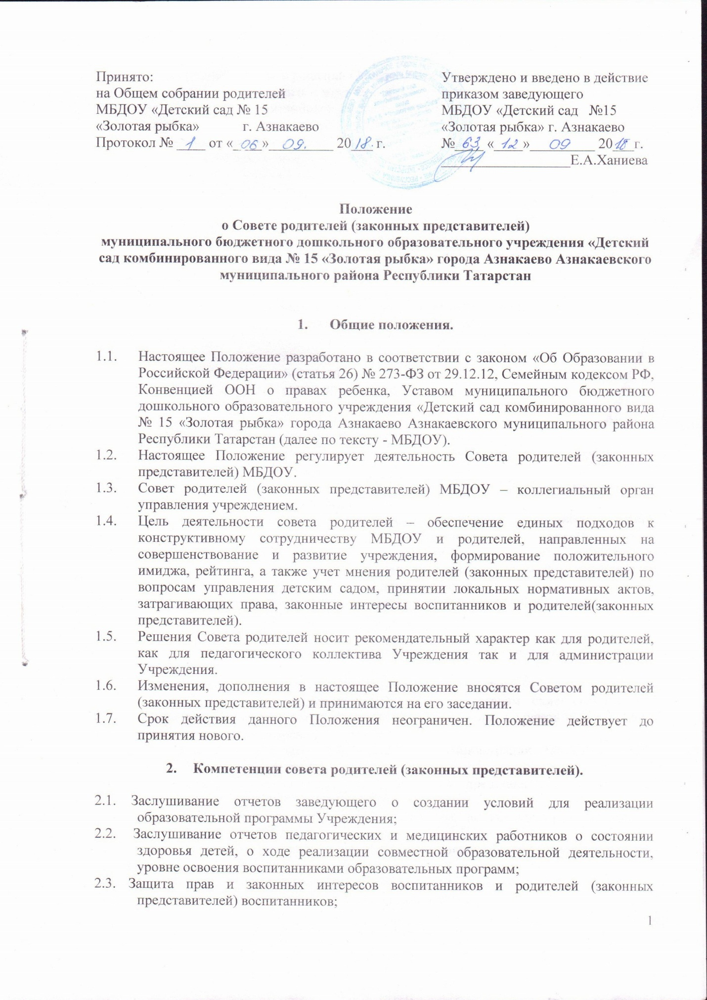 Принято:
на Общем собрании родителей
МБДОУ «Детский сад № 15
«Золотая рыбка» г. Азнакаево
Протокол № 1 от « 06 » 09. 2018. г.
Утверждено и введено в действие
приказом заведующего
МБДОУ «Детский сад №15
«Золотая рыбка» г. Азнакаево
№ 63 « 12 » 09 2018 г.
Е.А.Ханиева
Положение
о Совете родителей (законных представителей)
муниципального бюджетного дошкольного образовательного учреждения «Детский
сад комбинированного вида № 15 «Золотая рыбка» города Азнакаево Азнакаевского
муниципального района Республики Татарстан
1. Общие положения.
1.1. Настоящее Положение разработано в соответствии с законом «Об Образовании в
Российской Федерации» (статья 26) № 273-ФЗ от 29.12.12, Семейным кодексом РФ,
Конвенцией ООН о правах ребенка, Уставом муниципального бюджетного
дошкольного образовательного учреждения «Детский сад комбинированного вида
№ 15 «Золотая рыбка» города Азнакаево Азнакаевского муниципального района
Республики Татарстан (далее по тексту - МБДОУ).
1.2. Настоящее Положение регулирует деятельность Совета родителей (законных
представителей) МБДОУ.
1.3. Совет родителей (законных представителей) МБДОУ – коллегиальный орган
управления учреждением.
1.4. Цель деятельности совета родителей – обеспечение единых подходов к
конструктивному сотрудничеству МБДОУ и родителей, направленных на
совершенствование и развитие учреждения, формирование положительного
имиджа, рейтинга, а также учет мнения родителей (законных представителей) по
вопросам управления детским садом, принятии локальных нормативных актов,
затрагивающих права, законные интересы воспитанников и родителей(законных
представителей).
1.5. Решения Совета родителей носит рекомендательный характер как для родителей,
как для педагогического коллектива Учреждения так и для администрации
Учреждения.
1.6. Изменения, дополнения в настоящее Положение вносятся Советом родителей
(законных представителей) и принимаются на его заседании.
1.7. Срок действия данного Положения неограничен. Положение действует до
принятия нового.
2. Компетенции совета родителей (законных представителей).
2.1. Заслушивание отчетов заведующего о создании условий для реализации
образовательной программы Учреждения;
2.2. Заслушивание отчетов педагогических и медицинских работников о состоянии
здоровья детей, о ходе реализации совместной образовательной деятельности,
уровне освоения воспитанниками образовательных программ;
2.3. Защита прав и законных интересов воспитанников и родителей (законных
представителей) воспитанников;
1